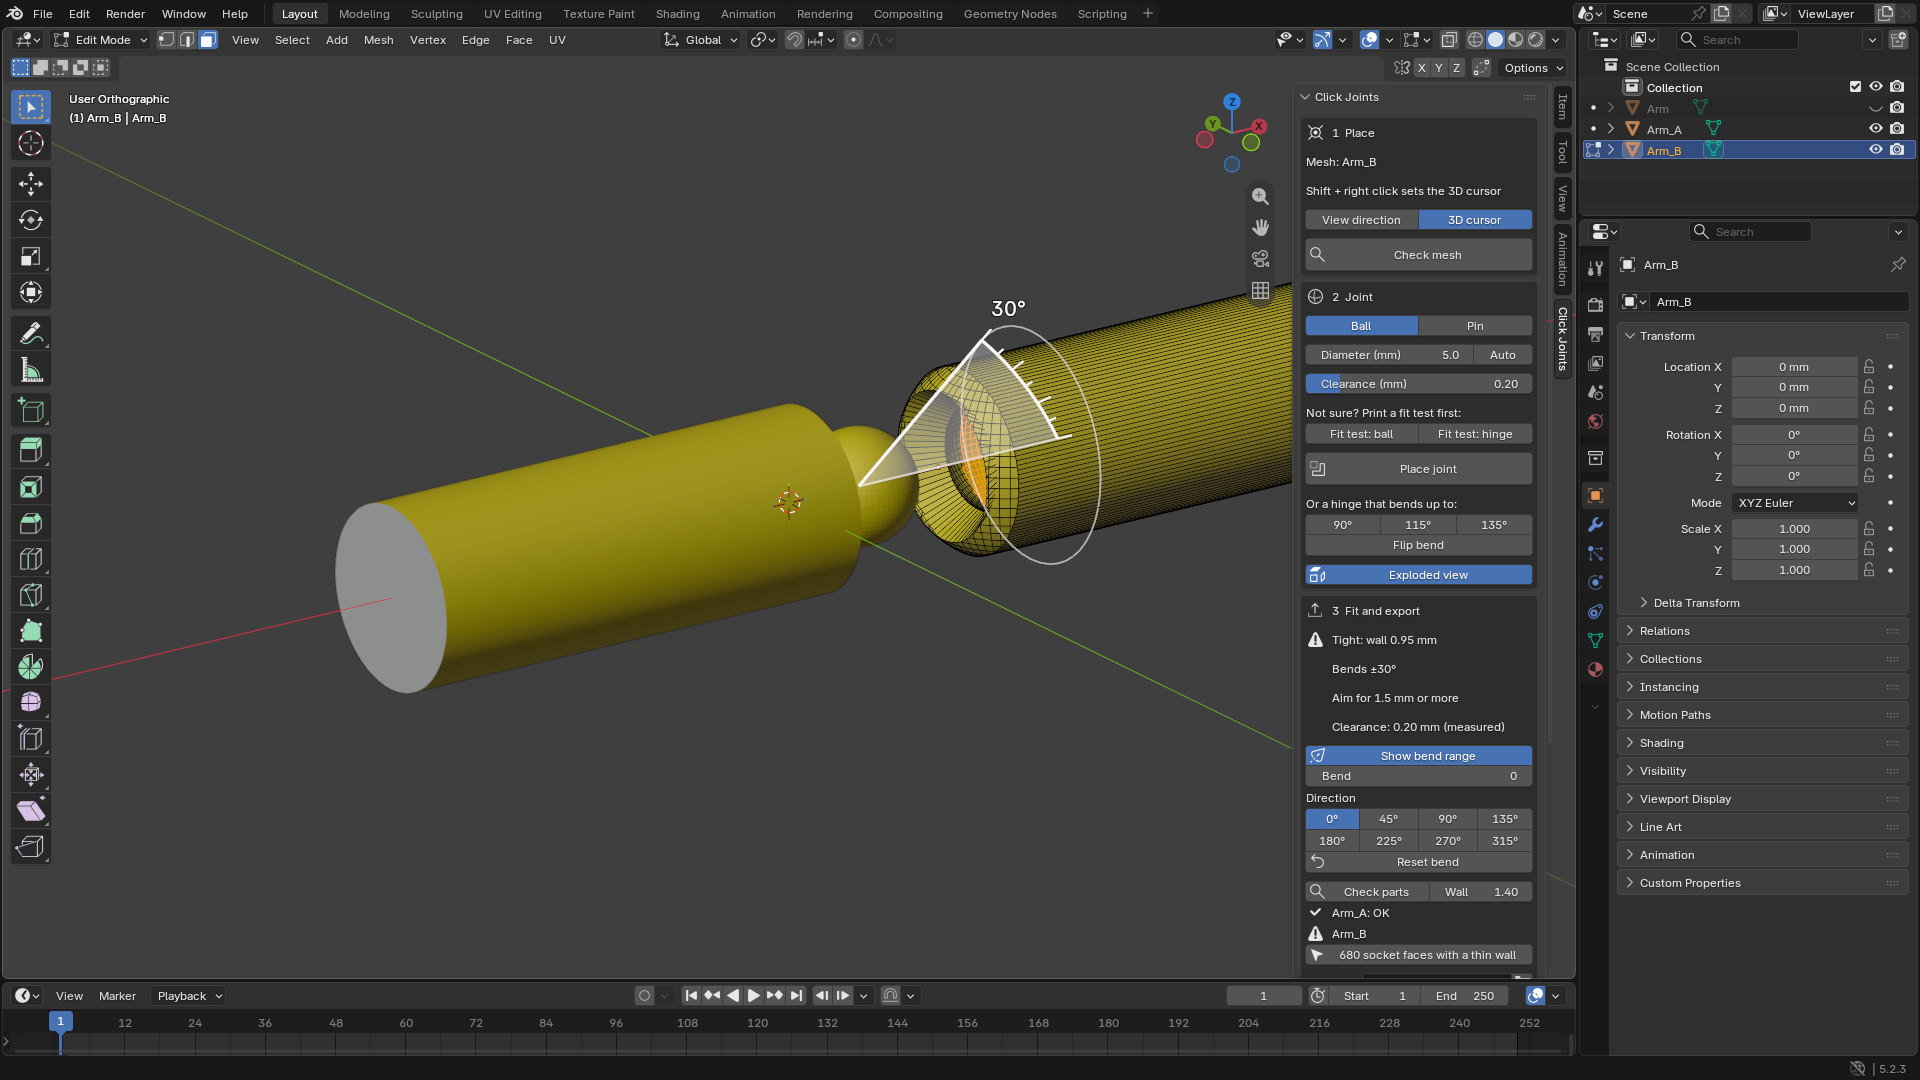 File Edit Render Window Help Layout Modeling Sculpting UV Editing Texture Paint Shading Animation Rendering Compositing Geometry Nodes Scripting + Scene ViewLayer
Edit Mode View Select Add Mesh Vertex Edge Face UV Global
X Y Z Options
User Orthographic
(1) Arm_B | Arm_B
Z
Y
X
30°
Click Joints
1 Place
Mesh: Arm_B
Shift + right click sets the 3D cursor
View direction 3D cursor
Check mesh
2 Joint
Ball Pin
Diameter (mm) 5.0 Auto
Clearance (mm) 0.20
Not sure? Print a fit test first:
Fit test: ball Fit test: hinge
Place joint
Or a hinge that bends up to:
90° 115° 135°
Flip bend
Exploded view
3 Fit and export
Tight: wall 0.95 mm
Bends ±30°
Aim for 1.5 mm or more
Clearance: 0.20 mm (measured)
Show bend range
Bend 0
Direction
0° 45° 90° 135°
180° 225° 270° 315°
Reset bend
Check parts Wall 1.40
Arm_A: OK
Arm_B
680 socket faces with a thin wall
Item
Tool
View
Animation
Click Joints
Search
Scene Collection
Collection
Arm
Arm_A
Arm_B
Search
Arm_B
Arm_B
Transform
Location X 0 mm
Y 0 mm
Z 0 mm
Rotation X 0°
Y 0°
Z 0°
Mode XYZ Euler
Scale X 1.000
Y 1.000
Z 1.000
Delta Transform
Relations
Collections
Instancing
Motion Paths
Shading
Visibility
Viewport Display
Line Art
Animation
Custom Properties
View Marker Playback 1 Start 1 End 250
1 12 24 36 48 60 72 84 96 108 120 132 144 156 168 180 192 204 216 228 240 252
5.2.3